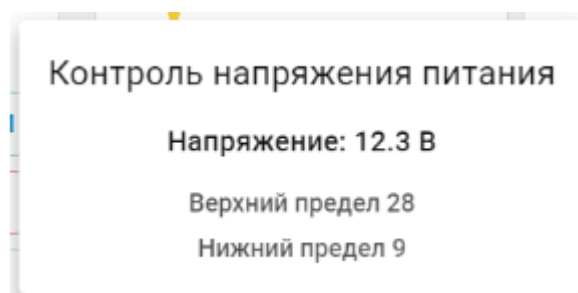 Контроль напряжения питания
Напряжение: 12.3 В
Верхний предел 28
Нижний предел 9